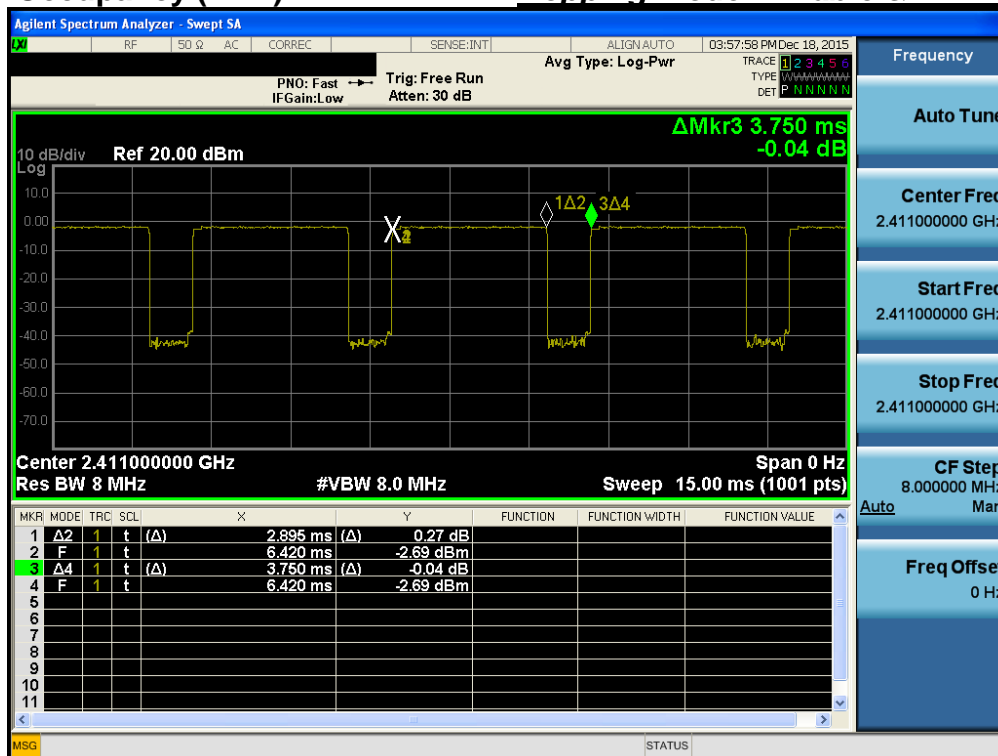 Agilent Spectrum Analyzer - Swept SA
LXI RF 50 Ω AC CORREC SENSE:INT ALIGN AUTO 03:57:58 PM Dec 18, 2015
Frequency
Avg Type: Log-Pwr
TRACE 1 2 3 4 5 6
PNO: Fast Trig: Free Run
TYPE
IFGain:Low Atten: 30 dB
DET P N N N N N
Auto Tune
ΔMkr3 3.750 ms
-0.04 dB
10 dB/div Ref 20.00 dBm
Log
10.0
0.00
-10.0
-20.0
-30.0
-40.0
-50.0
-60.0
-70.0
1Δ2 3Δ4
2
Center Freq
2.411000000 GHz
Start Freq
2.411000000 GHz
Stop Freq
2.411000000 GHz
CF Step
8.000000 MHz
Auto Man
Freq Offset
0 Hz
Center 2.411000000 GHz Span 0 Hz
Res BW 8 MHz #VBW 8.0 MHz Sweep 15.00 ms (1001 pts)
MKR MODE TRC SCL X Y FUNCTION FUNCTION WIDTH FUNCTION VALUE
1 Δ2 1 t (Δ) 2.895 ms (Δ) 0.27 dB
2 F 1 t 6.420 ms -2.69 dBm
3 Δ4 1 t (Δ) 3.750 ms (Δ) -0.04 dB
4 F 1 t 6.420 ms -2.69 dBm
5
6
7
8
9
10
11
MSG STATUS